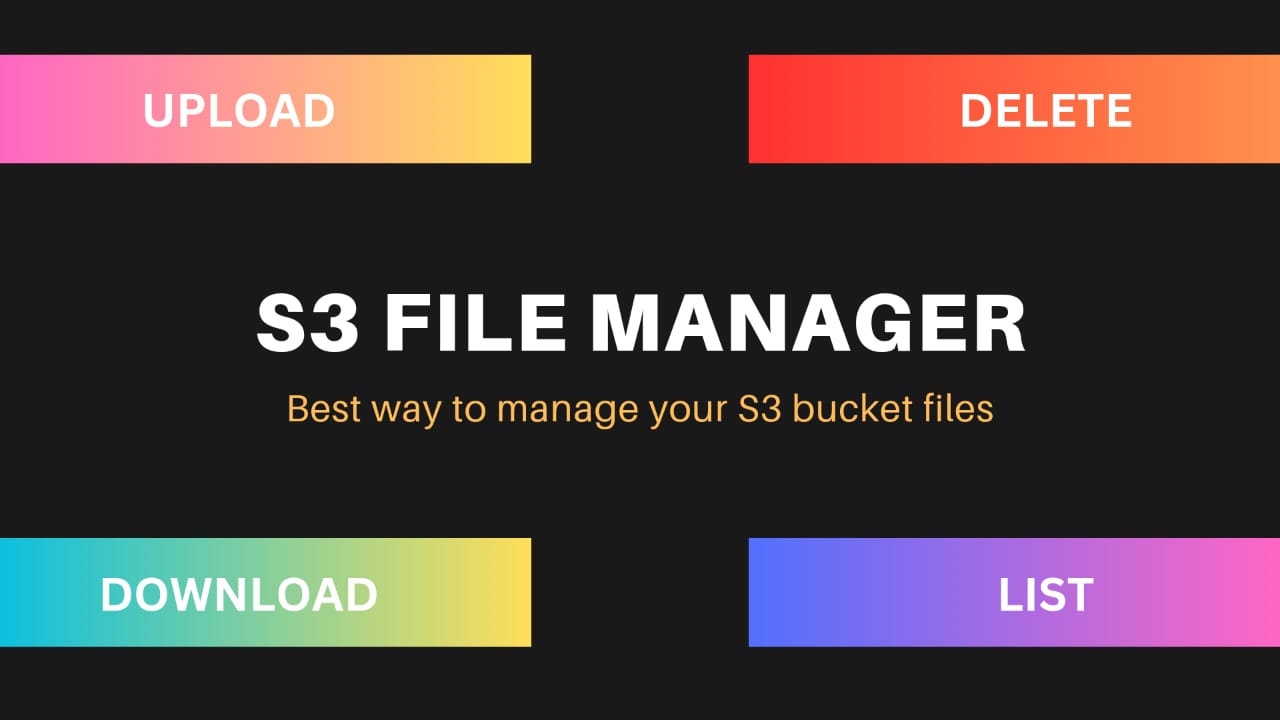 UPLOAD
DELETE
S3 FILE MANAGER
Best way to manage your S3 bucket files
DOWNLOAD
LIST